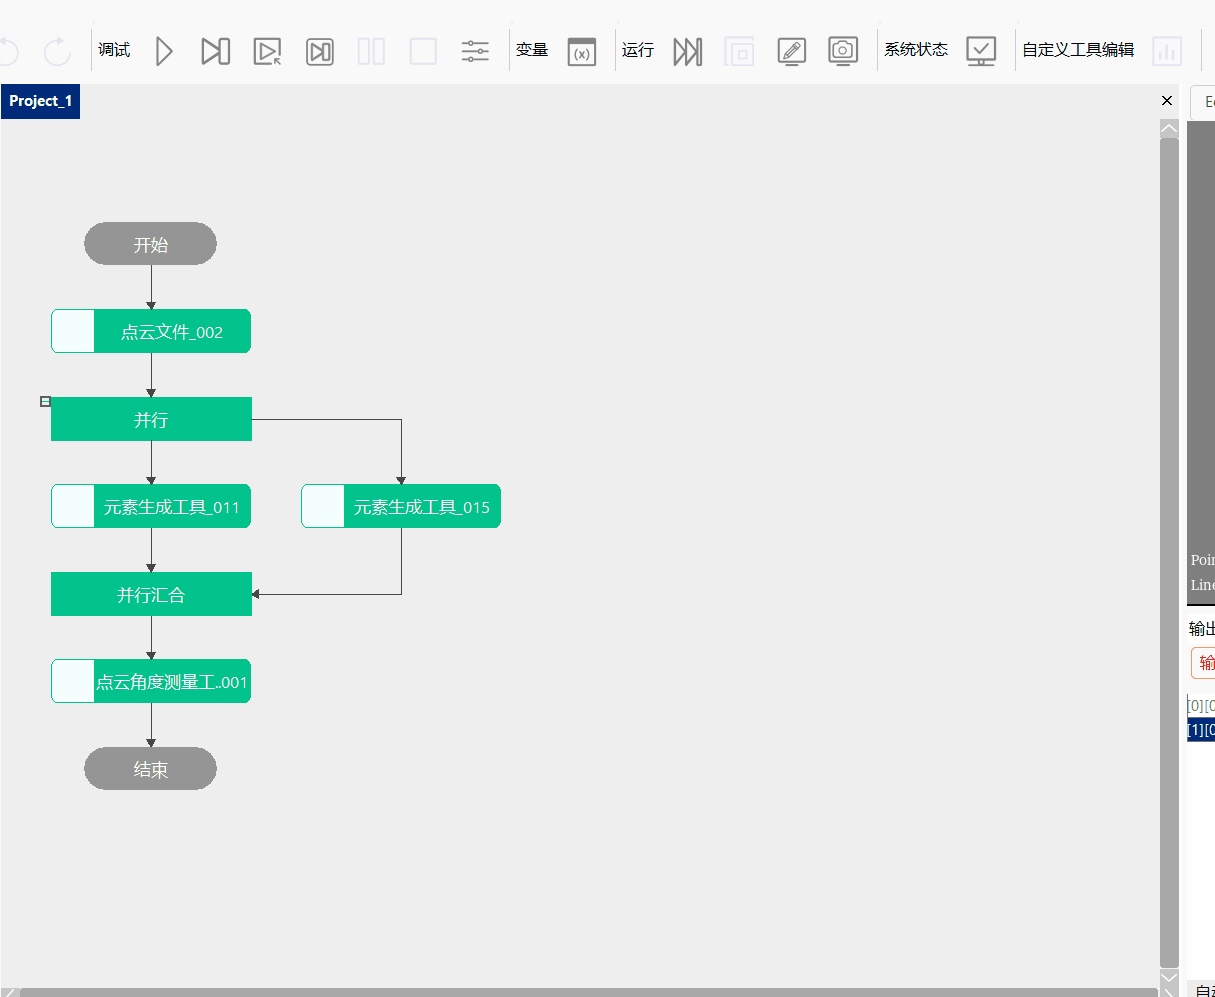 调试
变量
运行
系统状态
自定义工具编辑
Project_1
开始
点云文件_002
并行
元素生成工具_011
元素生成工具_015
并行汇合
点云角度测量工..001
结束
Poin
Line
输出
输
[0][0
[1][0
自动